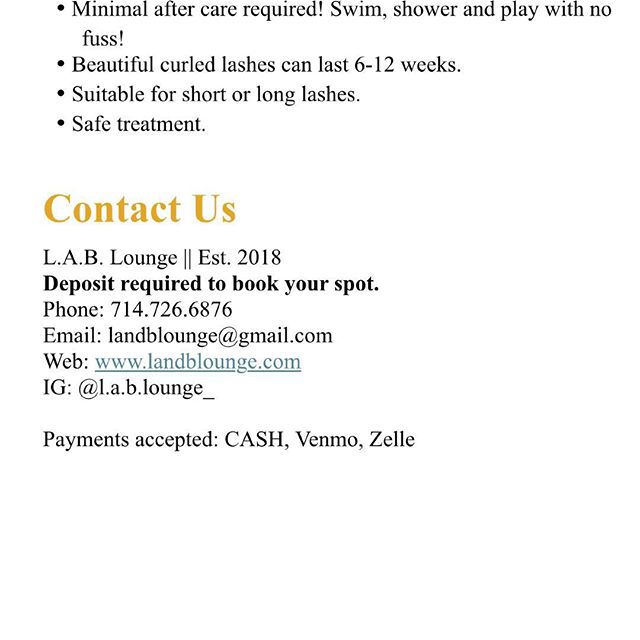 • Minimal after care required! Swim, shower and play with no
fuss!
• Beautiful curled lashes can last 6-12 weeks.
• Suitable for short or long lashes.
• Safe treatment.
Contact Us
L.A.B. Lounge || Est. 2018
Deposit required to book your spot.
Phone: 714.726.6876
Email: landblounge@gmail.com
Web: www.landblounge.com
IG: @l.a.b.lounge_
Payments accepted: CASH, Venmo, Zelle